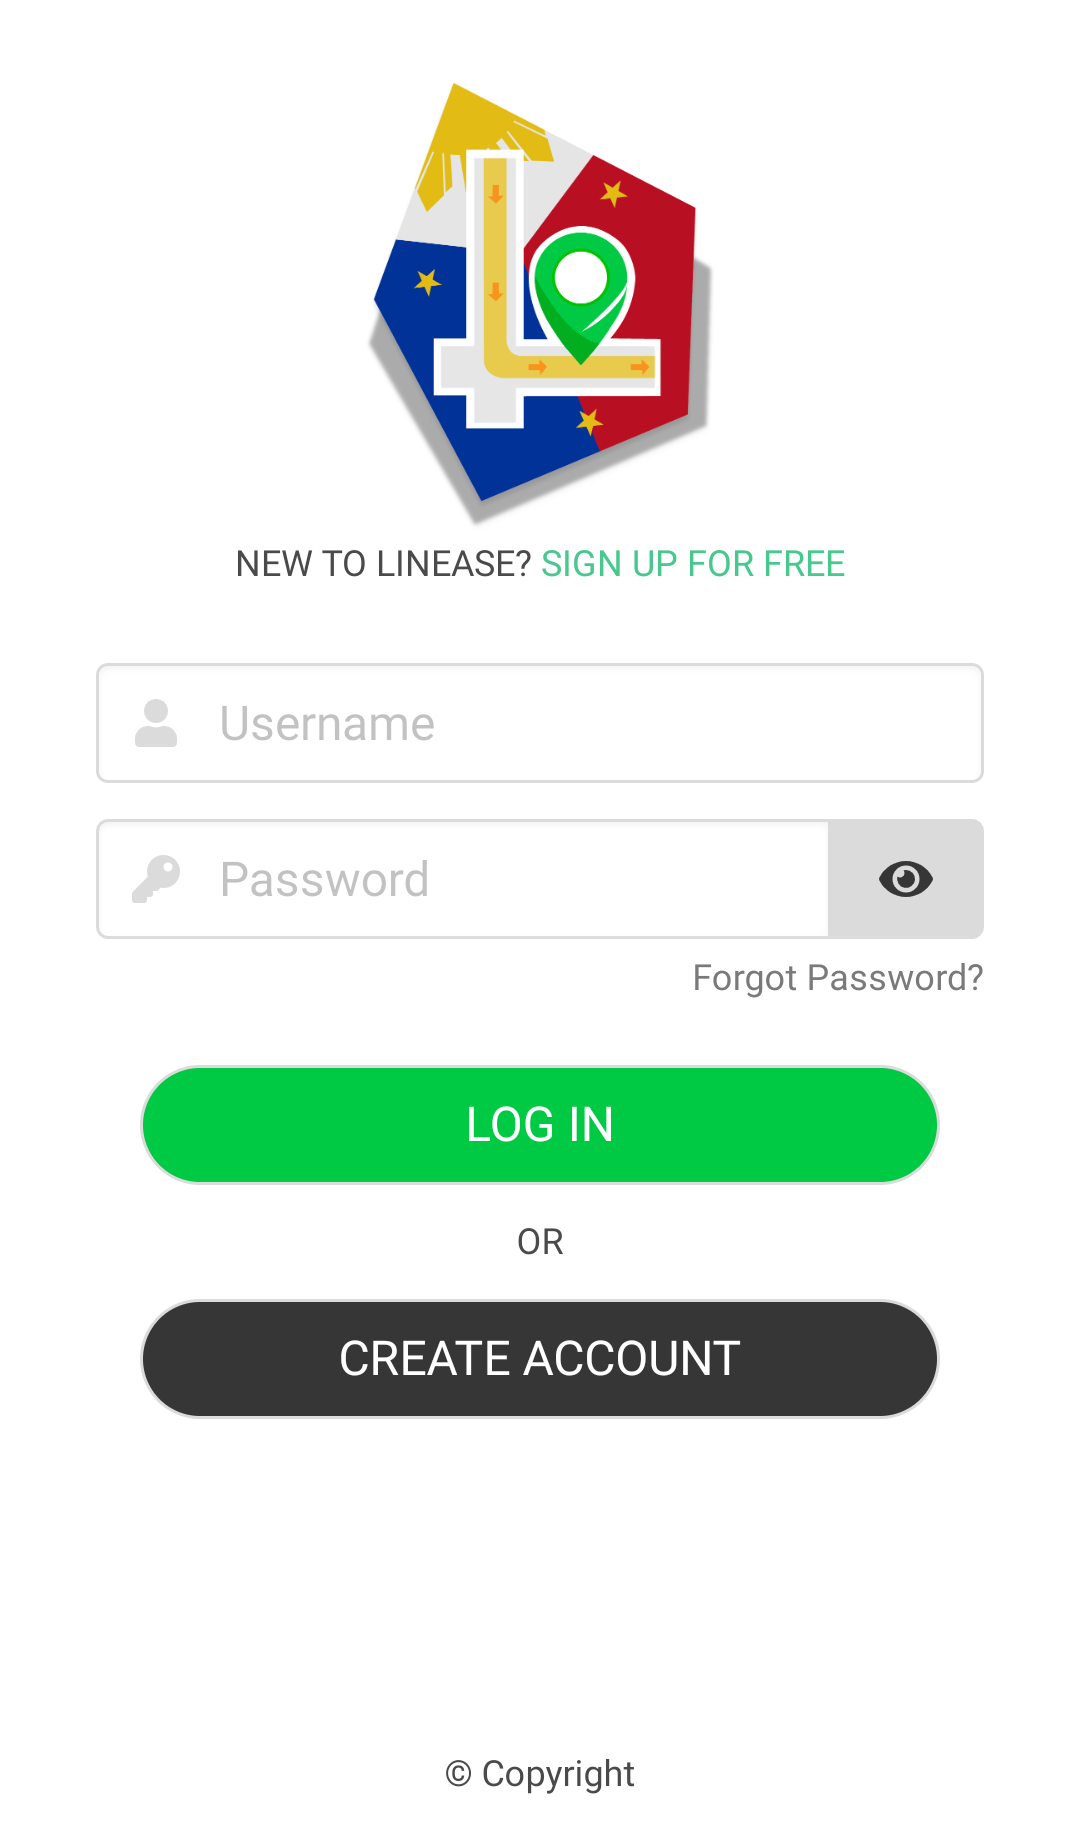 NEW TO LINEASE? SIGN UP FOR FREE
Username
Password
Forgot Password?
LOG IN
OR
CREATE ACCOUNT
© Copyright